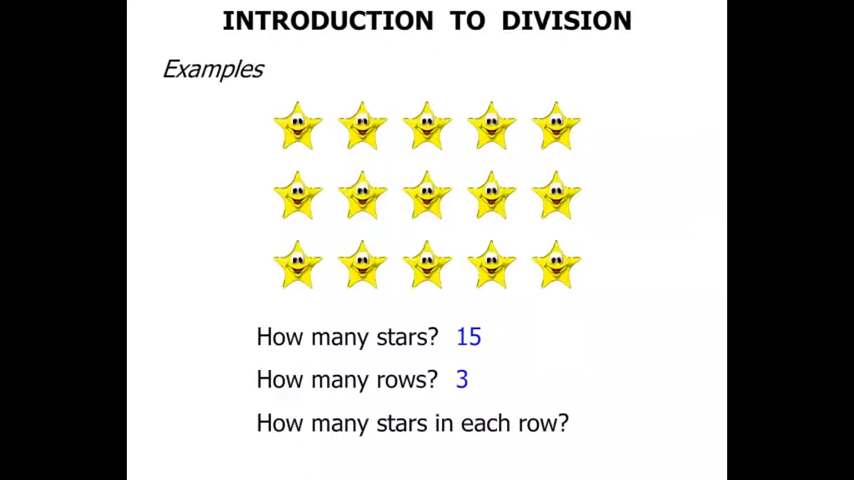 INTRODUCTION TO DIVISION
Examples
How many stars? 15
How many rows? 3
How many stars in each row?